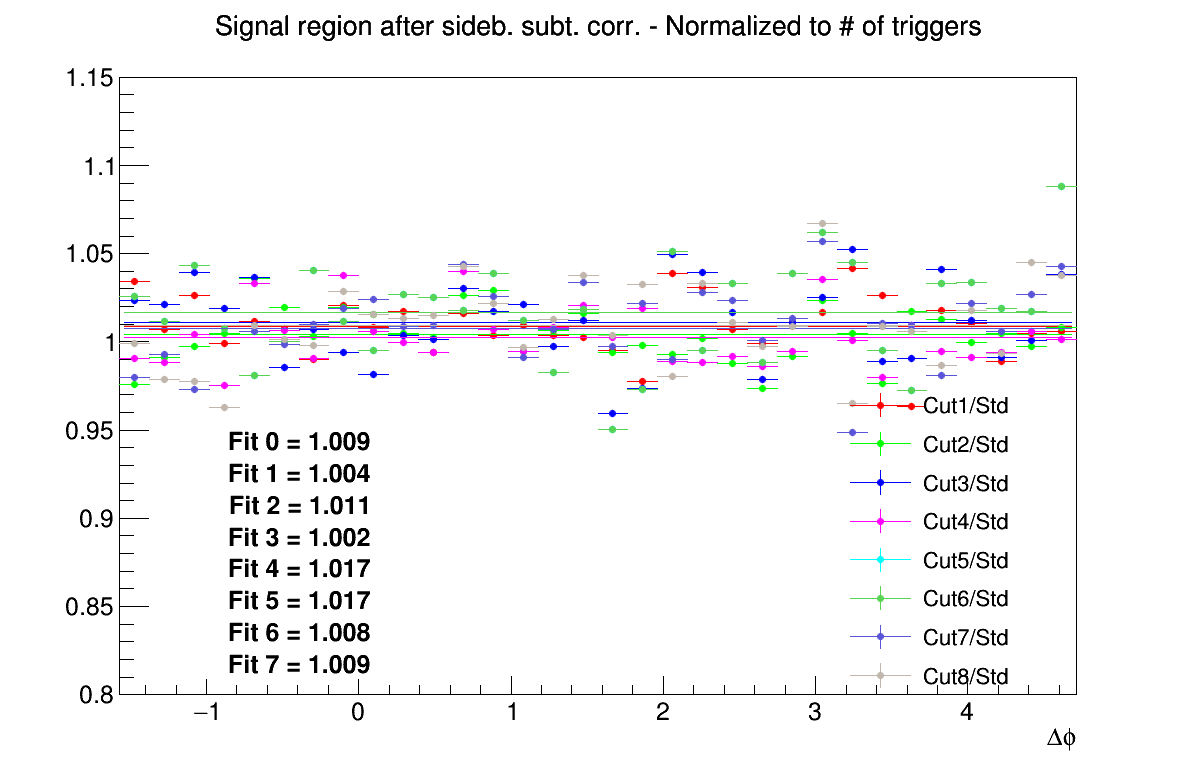 Signal region after sideb. subt. corr. - Normalized to # of triggers
1.15
1.1
1.05
1
0.95
0.9
0.85
0.8
Fit 0 = 1.009
Fit 1 = 1.004
Fit 2 = 1.011
Fit 3 = 1.002
Fit 4 = 1.017
Fit 5 = 1.017
Fit 6 = 1.008
Fit 7 = 1.009
Cut1/Std
Cut2/Std
Cut3/Std
Cut4/Std
Cut5/Std
Cut6/Std
Cut7/Std
Cut8/Std
−1 0 1 2 3 4
Δϕ